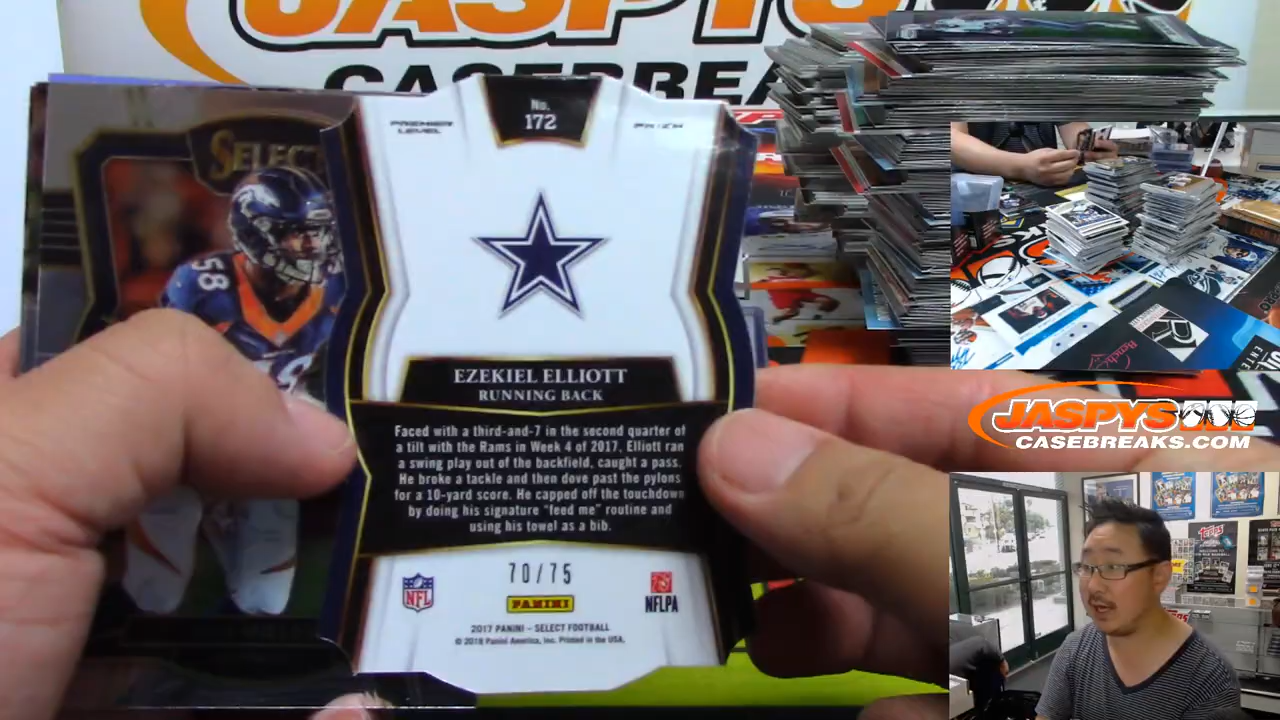 JASPYS
CASEBREA
SELECT
58
No.
172
PREMIER
LEVEL
PRIZM
EZEKIEL ELLIOTT
RUNNING BACK
Faced with a third-and-7 in the second quarter of
a tilt with the Rams in Week 4 of 2017, Elliott ran
a swing play out of the backfield, caught a pass.
He broke a tackle and then dove past the pylons
for a 10-yard score. He capped off the touchdown
by doing his signature "feed me" routine and
using his towel as a bib.
70/75
NFL
PANINI
NFLPA
2017 PANINI – SELECT FOOTBALL
© 2018 Panini America, Inc. Printed in the USA.
JASPYS
CASEBREAKS.COM
Topps